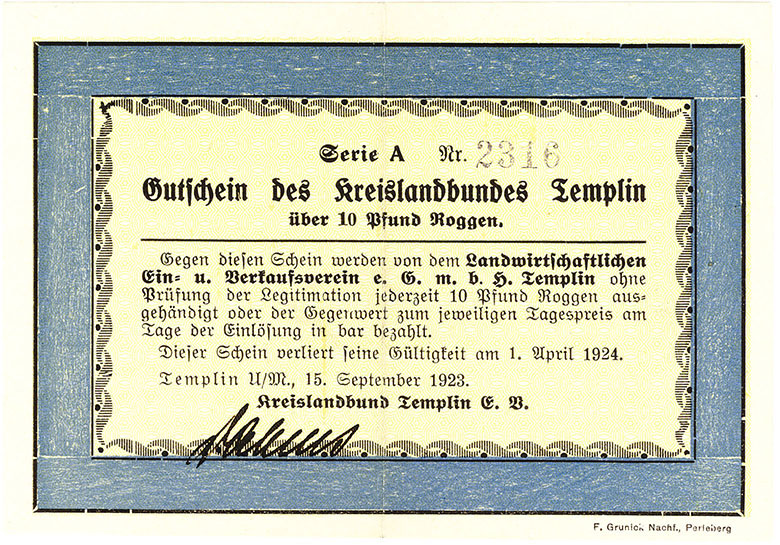 Serie A Nr. 2316
Gutschein des Kreislandbundes Templin
über 10 Pfund Roggen.
Gegen diesen Schein werden von dem Landwirtschaftlichen
Ein- u. Verkaufsverein e. G. m. b. H. Templin ohne
Prüfung der Legitimation jederzeit 10 Pfund Roggen aus-
gehändigt oder der Gegenwert zum jeweiligen Tagespreis am
Tage der Einlösung in bar bezahlt.
Dieser Schein verliert seine Gültigkeit am 1. April 1924.
Templin U/M., 15. September 1923.
Kreislandbund Templin E. V.
F. Grunick Nachf., Perleberg